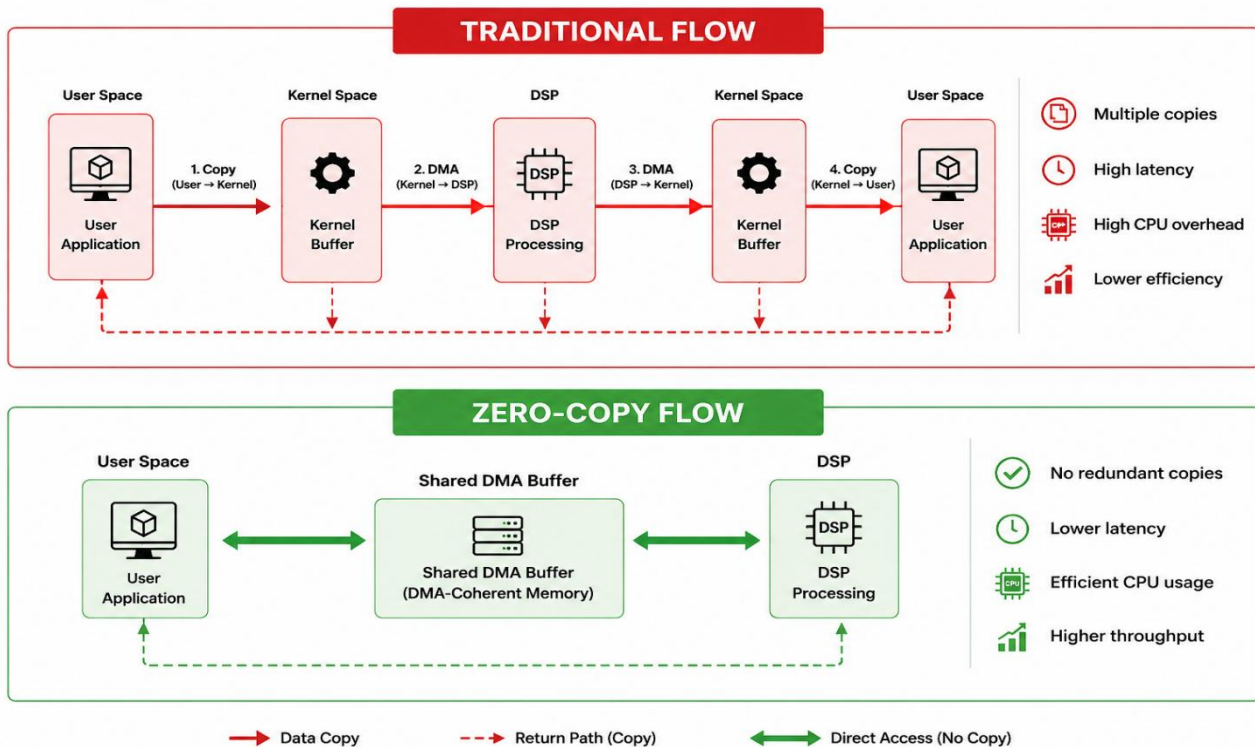 TRADITIONAL FLOW
User Space
Kernel Space
DSP
Kernel Space
User Space
User
Application
1. Copy
(User → Kernel)
Kernel
Buffer
2. DMA
(Kernel → DSP)
DSP
DSP
Processing
3. DMA
(DSP → Kernel)
Kernel
Buffer
4. Copy
(Kernel → User)
User
Application
Multiple copies
High latency
CPU
High CPU overhead
Lower efficiency
ZERO-COPY FLOW
User Space
Shared DMA Buffer
DSP
User
Application
Shared DMA Buffer
(DMA-Coherent Memory)
DSP
DSP
Processing
No redundant copies
Lower latency
CPU
Efficient CPU usage
Higher throughput
Data Copy
Return Path (Copy)
Direct Access (No Copy)